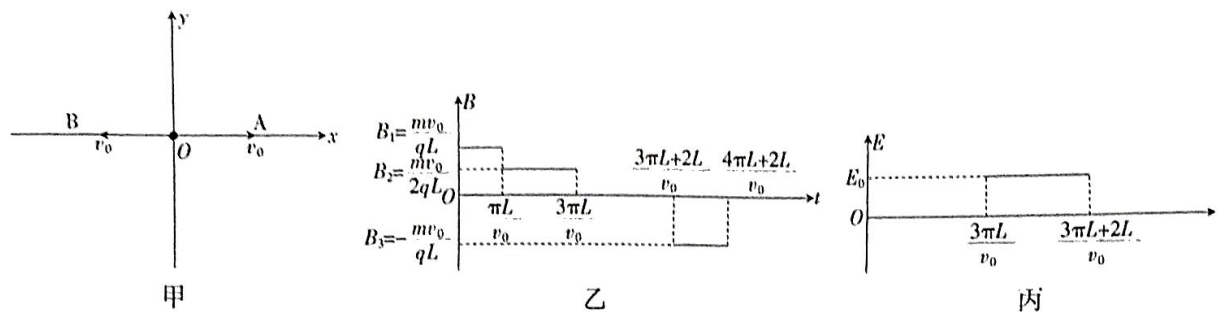 y
B
A
v₀
O
v₀
x
甲
B
B₁=mv₀/qL
B₂=mv₀/2qL
O
πL/v₀
3πL/v₀
3πL+2L/v₀
4πL+2L/v₀
t
B₃=-mv₀/qL
乙
E
E₀
O
3πL/v₀
3πL+2L/v₀
丙